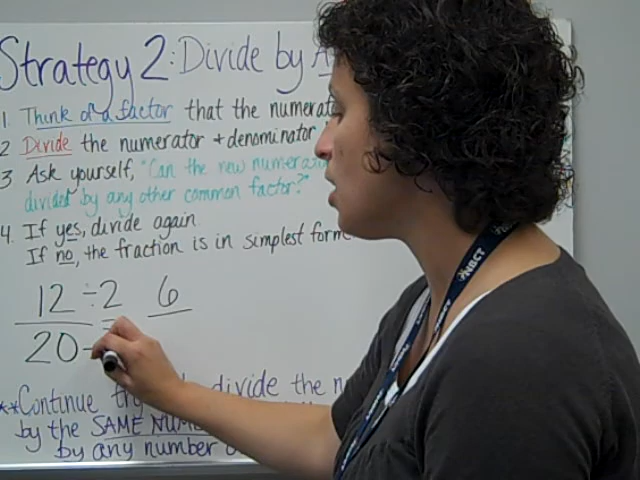 Strategy 2: Divide by A
1. Think of a factor that the numerat
2 Divide the numerator + denominator
3 Ask yourself, "Can the new numerat
divided by any other common factor?"
4. If yes, divide again
If no, the fraction is in simplest form
12 ÷ 2 6
20 -
**Continue divide the n
by the SAME NUM
by any number
NBCT